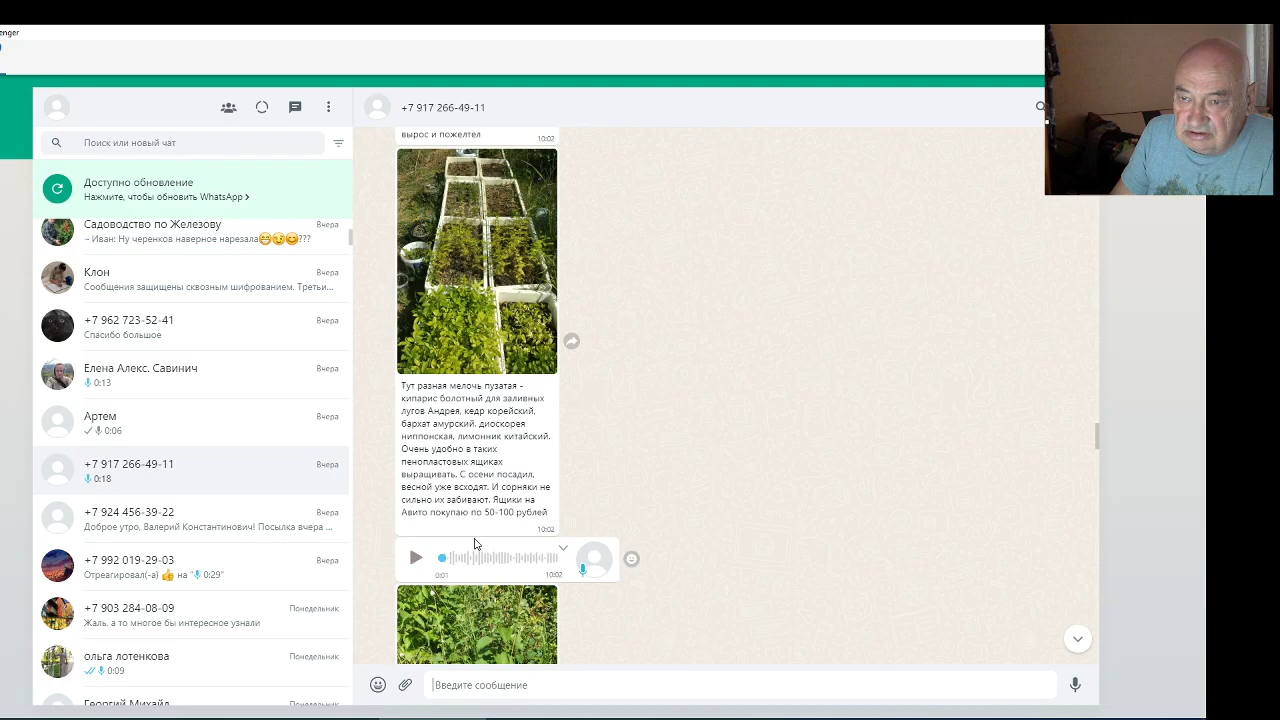 enger
Поиск или новый чат
Доступно обновление
Нажмите, чтобы обновить WhatsApp
Садоводство по Железову
Вчера
~ Иван: Ну черенков наверное нарезала😁😉😊???
Клон
Вчера
Сообщения защищены сквозным шифрованием. Третьи...
+7 962 723-52-41
Вчера
Спасибо большое
Елена Алекс. Савинич
Вчера
0:13
Артем
Вчера
0:06
+7 917 266-49-11
Вчера
0:18
+7 924 456-39-22
Вчера
Доброе утро, Валерий Константинович! Посылка вчера ...
+7 992 019-29-03
Вчера
Отреагировал(-а) 👍 на "🎤 0:29"
+7 903 284-08-09
Понедельник
Жаль, а то многое бы интересное узнали
ольга лотенкова
Понедельник
0:09
Георгий Михайл.
Понедельник
+7 917 266-49-11
вырос и пожелтел
10:02
Тут разная мелочь пузатая -
кипарис болотный для заливных
лугов Андрея, кедр корейский,
бархат амурский, диоскорея
ниппонская, лимонник китайский.
Очень удобно в таких
пенопластовых ящиках
выращивать. С осени посадил,
весной уже всходят. И сорняки не
сильно их забивают. Ящики на
Авито покупаю по 50-100 рублей
10:02
0:01
10:02
Введите сообщение